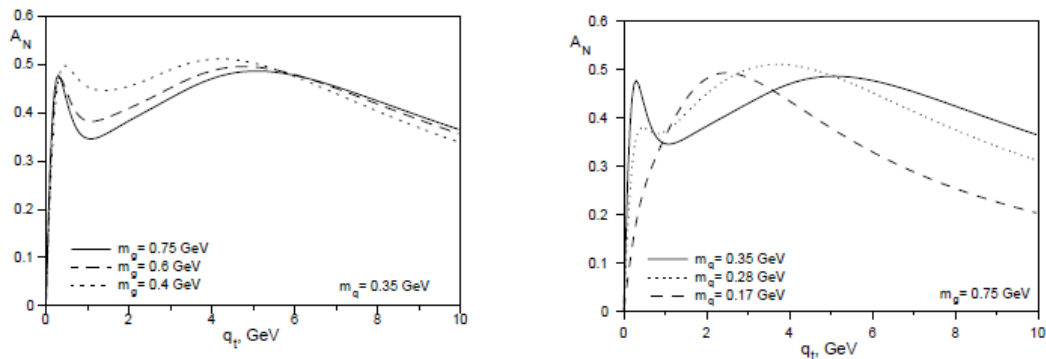 0.6
A_N
0.5
0.4
0.3
0.2
0.1
0
m_g= 0.75 GeV
m_g= 0.6 GeV
m_g= 0.4 GeV
m_q= 0.35 GeV
0 2 4 6 8 10
q_t, GeV
0.6
A_N
0.5
0.4
0.3
0.2
0.1
0
m_q= 0.35 GeV
m_q= 0.28 GeV
m_q= 0.17 GeV
m_g= 0.75 GeV
0 2 4 6 8 10
q_t, GeV